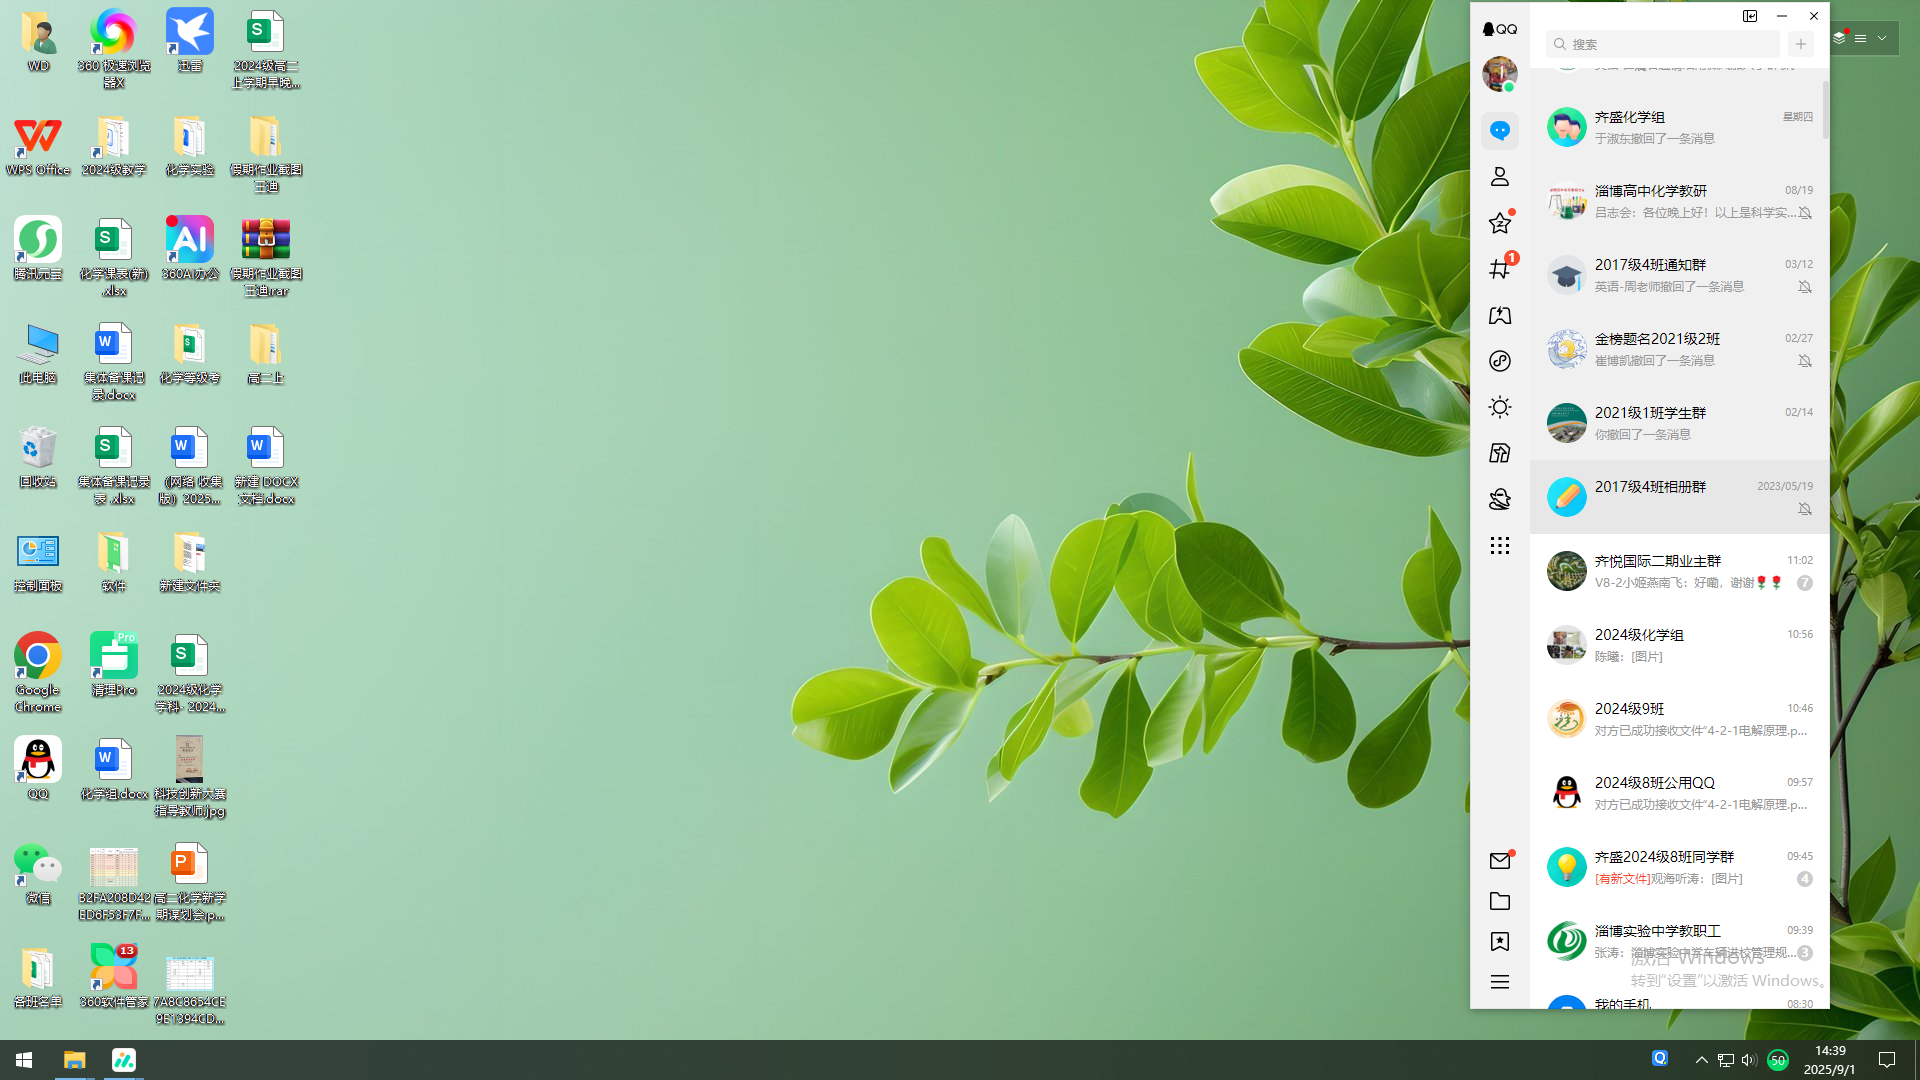 WD
360 极速浏览
器X
迅雷
2024级高二
上学期早晚...
WPS Office
2024级教学
化学实验
假期作业截图
王迪
腾讯元宝
化学课录(新)
.xlsx
360AI办公
假期作业截图
王迪.rar
此电脑
集体备课记
录.docx
化学等级考
高二上
回收站
集体备课记录
表 .xlsx
（网络 收集
版）2025...
新建 DOCX
文档.docx
控制面板
软件
新建文件夹
Google
Chrome
Pro
清理Pro
2024级化学
学科- 2024...
QQ
化学组.docx
科技创新大赛
指导教师.jpg
微信
B2FA208D42
ED6F53F7F...
高二化学新学
期谋划会.p...
各班名单
13
360软件管家
7A8C8654CE
9E1394CD...
QQ
搜索
1
齐盛化学组
星期四
于淑东撤回了一条消息
淄博高中化学教研
08/19
吕志会：各位晚上好！以上是科学实...
2017级4班通知群
03/12
英语-周老师撤回了一条消息
金榜题名2021级2班
02/27
崔博凯撤回了一条消息
2021级1班学生群
02/14
你撤回了一条消息
2017级4班相册群
2023/05/19
齐悦国际二期业主群
11:02
V8-2小姬燕南飞：好嘞，谢谢🌹🌹
7
2024级化学组
10:56
陈曦：[图片]
2024级9班
10:46
对方已成功接收文件“4-2-1电解原理.p...
2024级8班公用QQ
09:57
对方已成功接收文件“4-2-1电解原理.p...
齐盛2024级8班同学群
09:45
[有新文件]观海听涛：[图片]
4
淄博实验中学教职工
09:39
张涛：淄博实验中学车辆进校管理规...
3
激活 Windows
转到“设置”以激活 Windows。
我的手机
08:30
50
14:39
2025/9/1